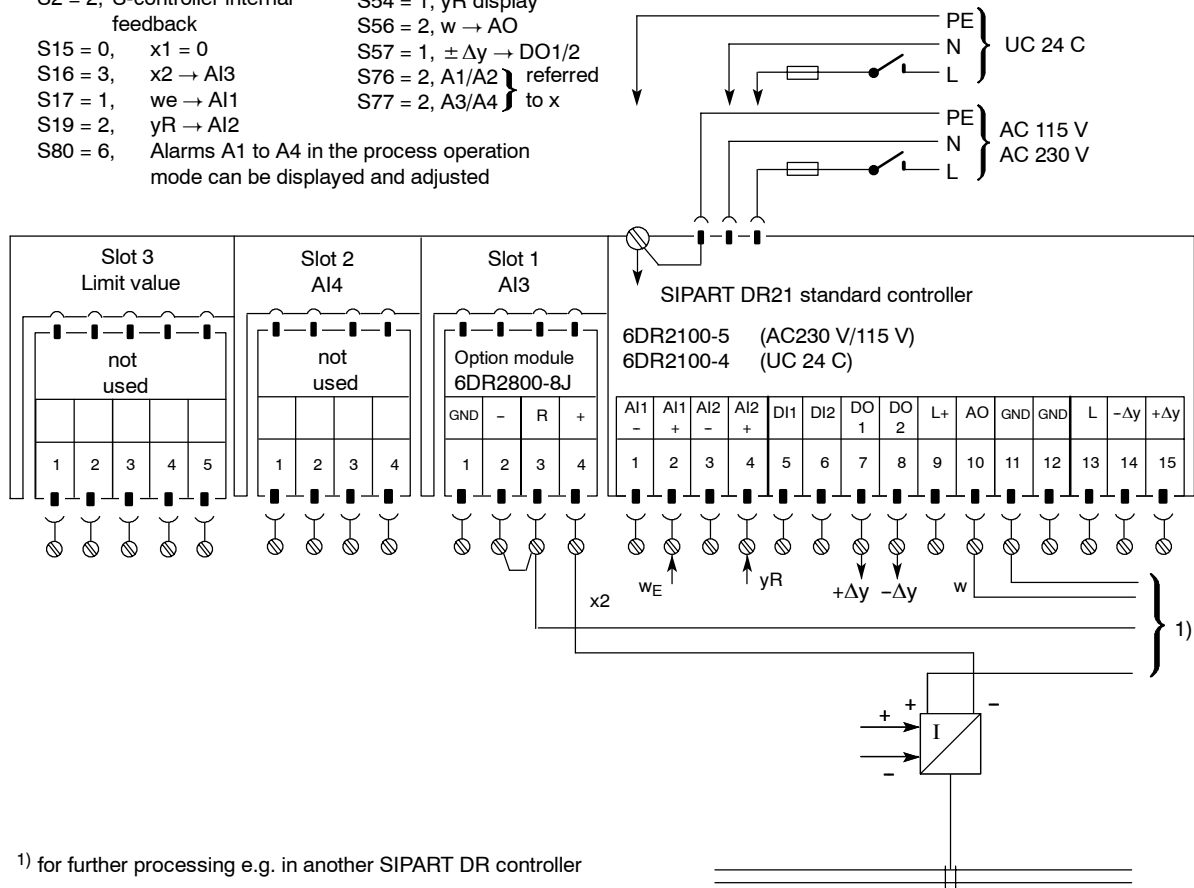 S2 = 2, S-controller internal
feedback
S15 = 0, x1 = 0
S16 = 3, x2 → AI3
S17 = 1, we → AI1
S19 = 2, yR → AI2
S80 = 6, Alarms A1 to A4 in the process operation
mode can be displayed and adjusted
S54 = 1, yR display
S56 = 2, w → AO
S57 = 1, ± Δy → DO1/2
S76 = 2, A1/A2 } referred
S77 = 2, A3/A4 } to x
PE
N
L
UC 24 C
PE
N
L
AC 115 V
AC 230 V
Slot 3
Limit value
not
used
1 2 3 4 5
Slot 2
AI4
not
used
1 2 3 4
Slot 1
AI3
Option module
6DR2800-8J
GND – R +
1 2 3 4
SIPART DR21 standard controller
6DR2100-5 (AC230 V/115 V)
6DR2100-4 (UC 24 C)
AI1 – AI1 + AI2 – AI2 + DI1 DI2 DO 1 DO 2 L+ AO GND GND L –Δy +Δy
1 2 3 4 5 6 7 8 9 10 11 12 13 14 15
wE yR +Δy –Δy w
x2
1)
+ –
+ I
–
1) for further processing e.g. in another SIPART DR controller